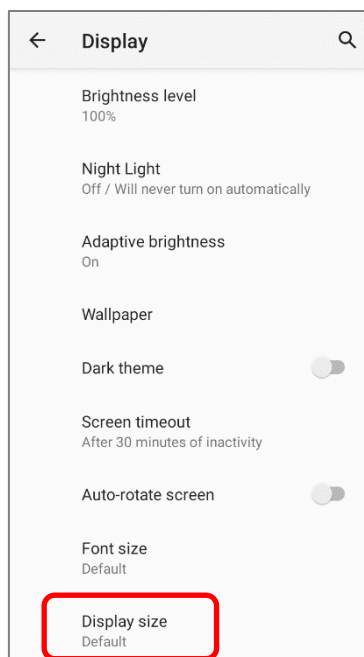 Display
Brightness level
100%
Night Light
Off / Will never turn on automatically
Adaptive brightness
On
Wallpaper
Dark theme
Screen timeout
After 30 minutes of inactivity
Auto-rotate screen
Font size
Default
Display size
Default